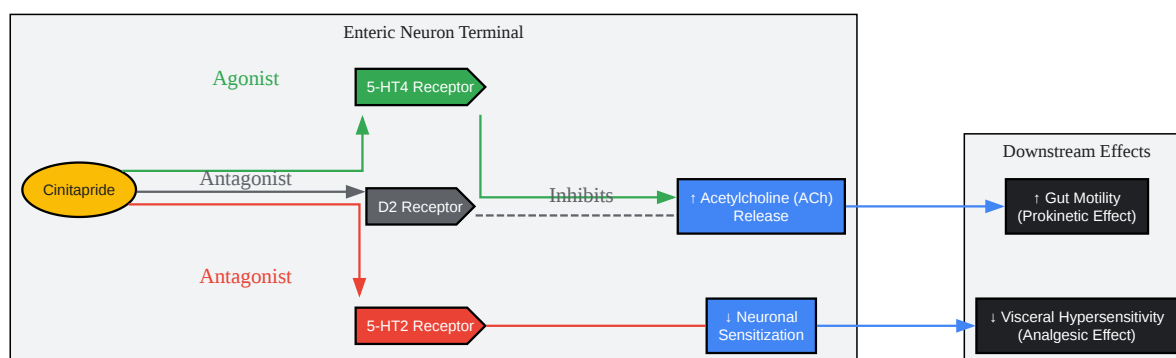 Enteric Neuron Terminal
Agonist
5-HT4 Receptor
Cinitapride
Antagonist
D2 Receptor
Inhibits
↑ Acetylcholine (ACh)
Release
Antagonist
5-HT2 Receptor
↓ Neuronal
Sensitization
Downstream Effects
↑ Gut Motility
(Prokinetic Effect)
↓ Visceral Hypersensitivity
(Analgesic Effect)